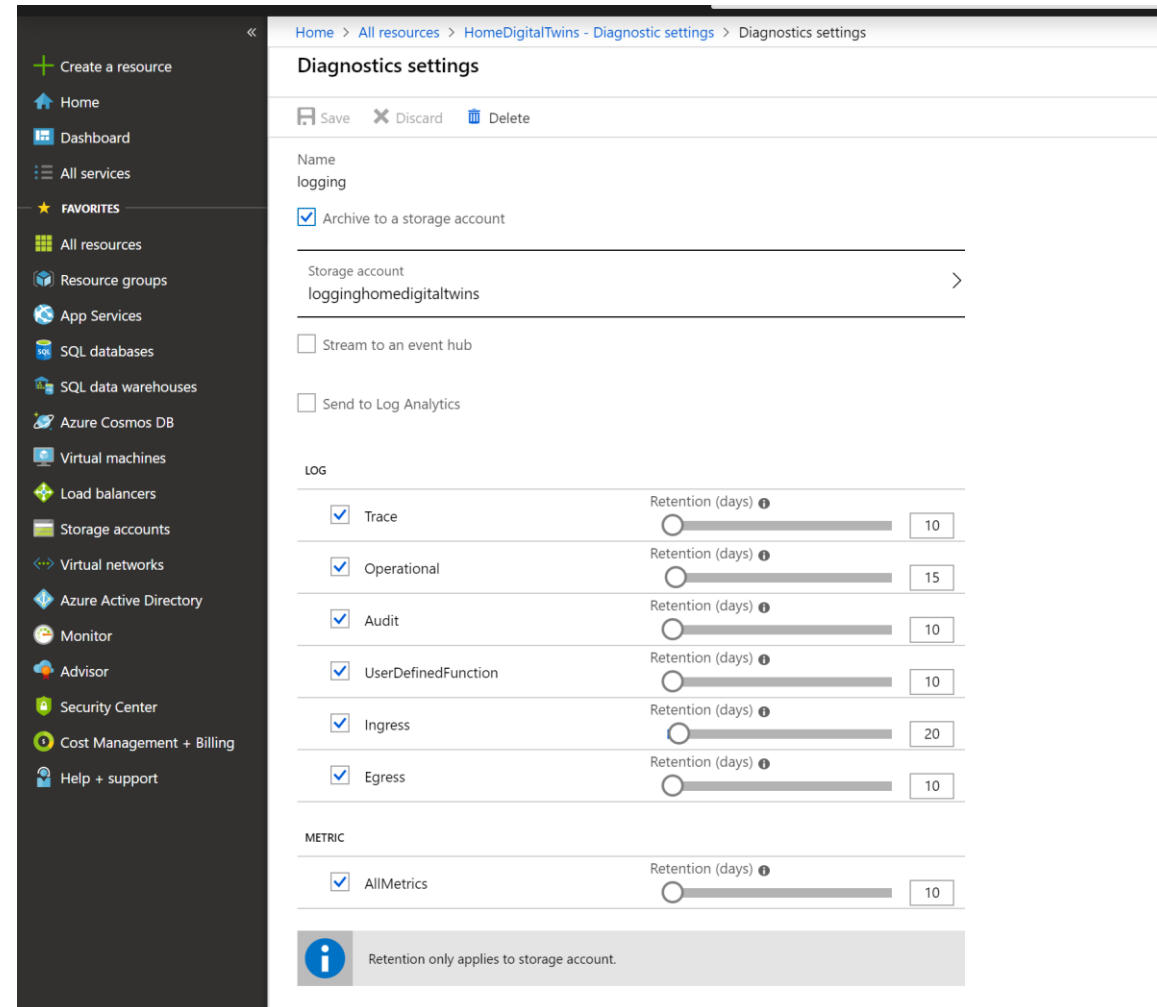 «
Create a resource
Home
Dashboard
All services
FAVORITES
All resources
Resource groups
App Services
SQL databases
SQL data warehouses
Azure Cosmos DB
Virtual machines
Load balancers
Storage accounts
Virtual networks
Azure Active Directory
Monitor
Advisor
Security Center
Cost Management + Billing
Help + support
Home > All resources > HomeDigitalTwins - Diagnostic settings > Diagnostics settings
Diagnostics settings
Save Discard Delete
Name
logging
Archive to a storage account
Storage account
logginghomedigitaltwins
Stream to an event hub
Send to Log Analytics
LOG
Retention (days)
Trace 10
Retention (days)
Operational 15
Retention (days)
Audit 10
Retention (days)
UserDefinedFunction 10
Retention (days)
Ingress 20
Retention (days)
Egress 10
METRIC
Retention (days)
AllMetrics 10
Retention only applies to storage account.